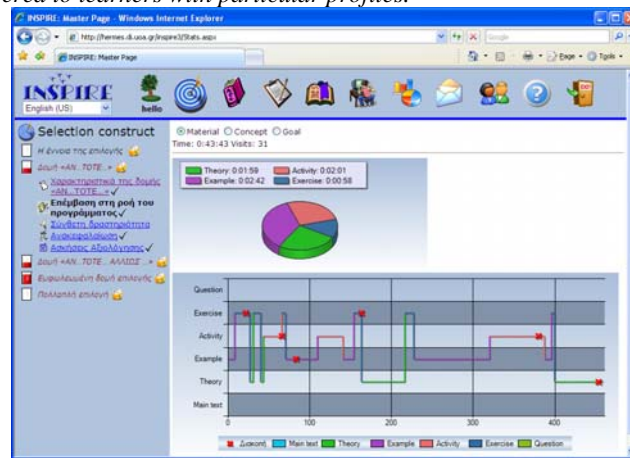 ered to learners with particular profiles.
INSPIRE: Master Page - Windows Internet Explorer
http://hermes.di.uoa.gr/inspire3/Stats.aspx
Google
INSPIRE: Master Page
Page
Tools
INSPIRE
English (US)
hello
Selection construct
Η έννοια της επιλογής
Δομή «ΑΝ..ΤΟΤΕ..»
Χαρακτηριστικά της δομής
«ΑΝ...ΤΟΤΕ..»
Επέμβαση στη ροή του
προγράμματος
Σύνθετη δραστηριότητα
Ανακεφαλαίωση
Ασκήσεις Αξιολόγησης
Δομή «ΑΝ..ΤΟΤΕ.. ΑΛΛΙΩΣ ..»
Εμφωλευμένη δομή επιλογής
Πολλαπλή επιλογή
Material Concept Goal
Time: 0:43:43 Visits: 31
Theory: 0:01:59 Activity: 0:02:01
Example: 0:02:42 Exercise: 0:00:58
Question
Exercise
Activity
Example
Theory
Main text
0 100 200 300 400
Διακοπή Main text Theory Example Activity Exercise Question